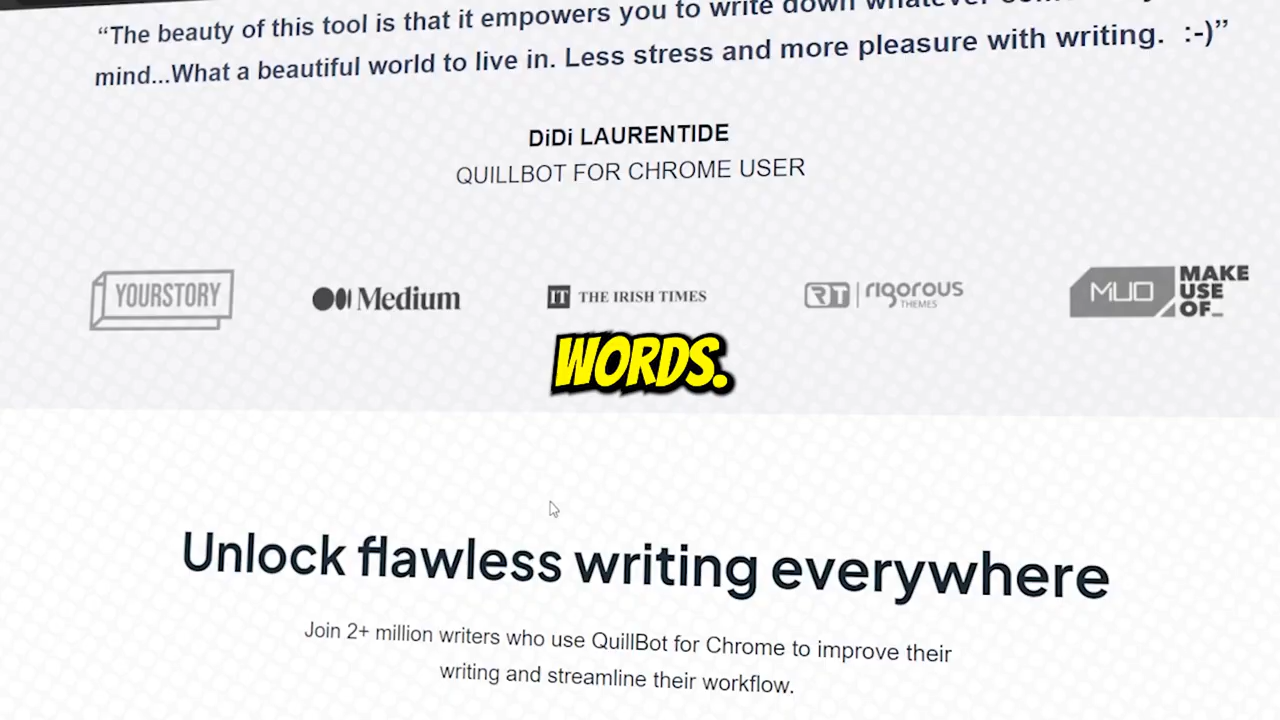 “The beauty of this tool is that it empowers you to write down whatever
mind...What a beautiful world to live in. Less stress and more pleasure with writing. :-)”
DiDi LAURENTIDE
QUILLBOT FOR CHROME USER
YOURSTORY
Medium
IT THE IRISH TIMES
RT rigorous
THEMES
MUO MAKE
USE
OF_
WORDS.
Unlock flawless writing everywhere
Join 2+ million writers who use QuillBot for Chrome to improve their
writing and streamline their workflow.